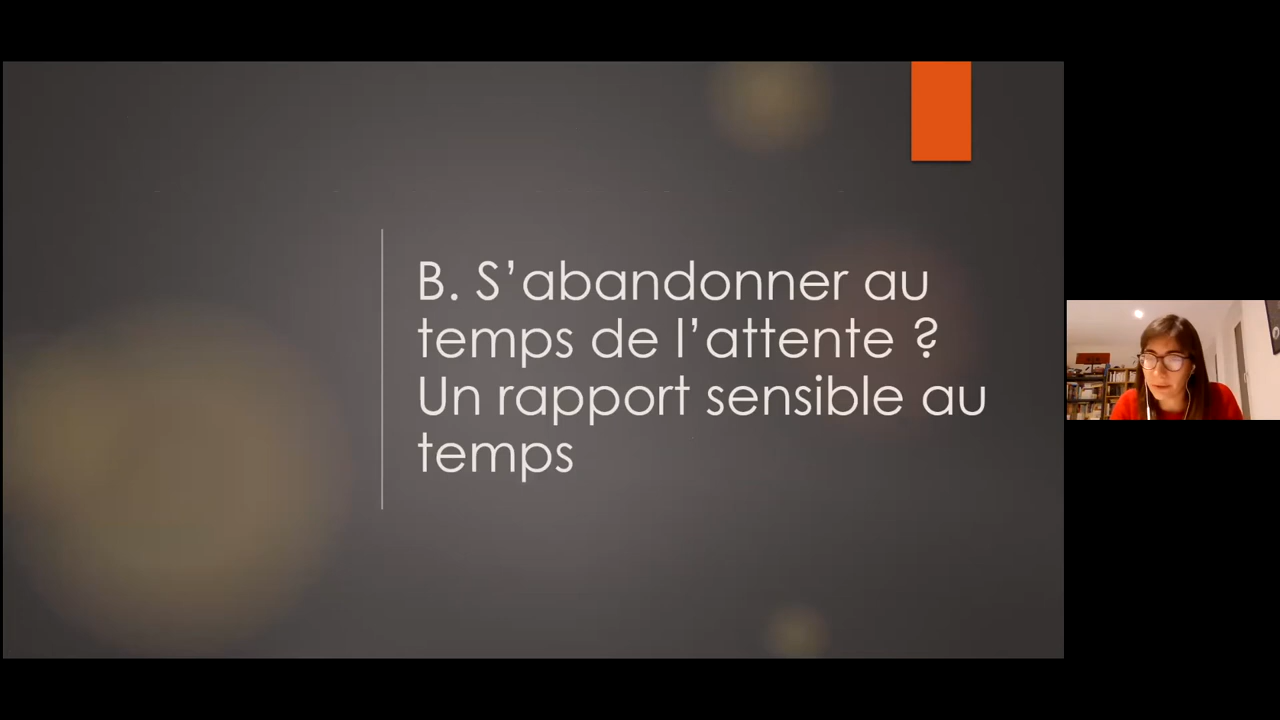 B. S’abandonner au
temps de l’attente ?
Un rapport sensible au
temps